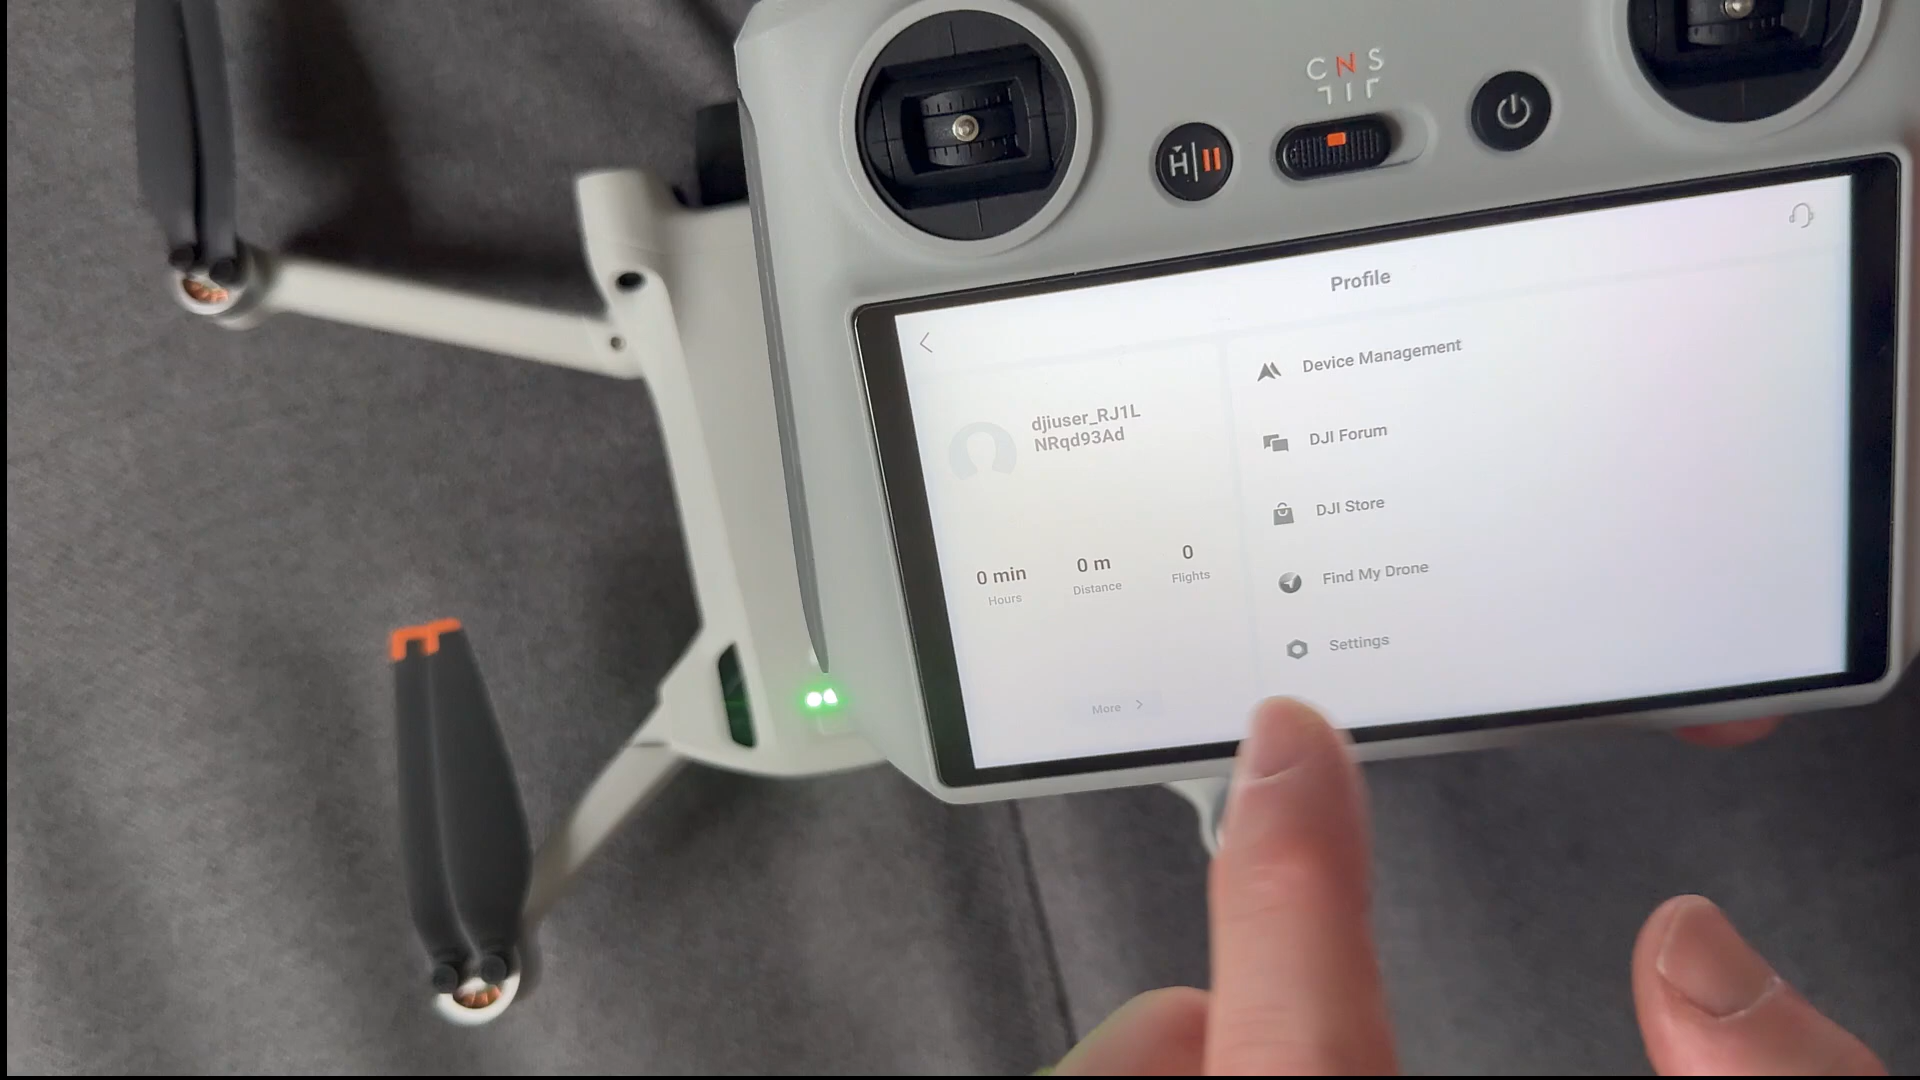 C N S
H
Profile
Device Management
djiuser_RJ1L
NRqd93Ad
DJI Forum
DJI Store
0 min
Hours
0 m
Distance
0
Flights
Find My Drone
Settings
More